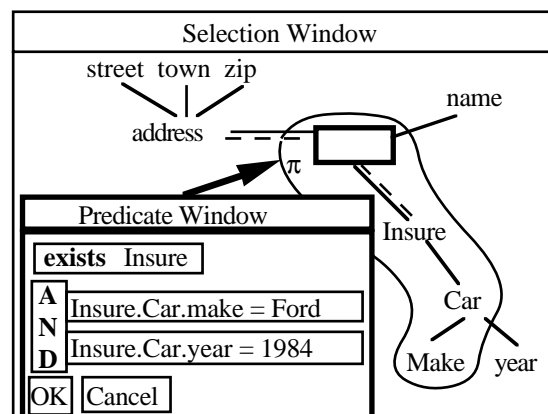 Selection Window
street town zip
name
address
π
Predicate Window
Insure
exists Insure
Car
AND
Insure.Car.make = Ford
Insure.Car.year = 1984
Make year
OK Cancel